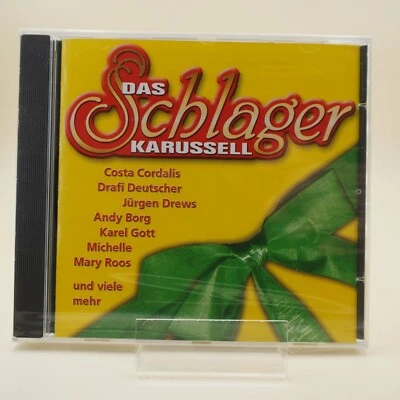 DAS
Schlager
KARUSSELL
Costa Cordalis
Drafi Deutscher
Jürgen Drews
Andy Borg
Karel Gott
Michelle
Mary Roos
und viele
mehr